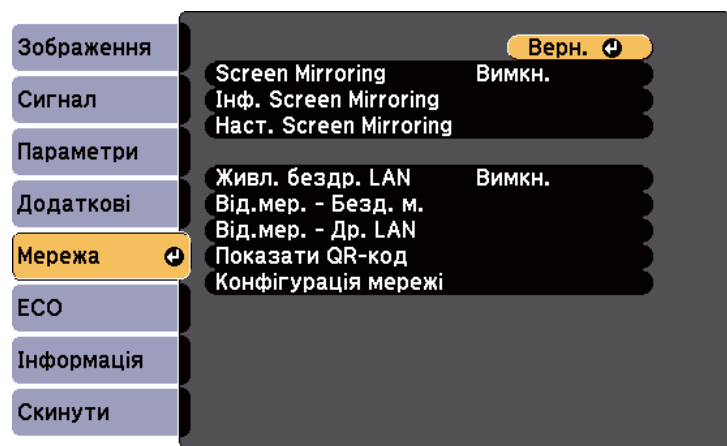 Зображення
Сигнал
Параметри
Додаткові
Мережа
ECO
Інформація
Скинути
Верн.
Screen Mirroring Вимкн.
Інф. Screen Mirroring
Наст. Screen Mirroring
Живл. бездр. LAN Вимкн.
Від.мер. - Безд. м.
Від.мер. - Др. LAN
Показати QR-код
Конфігурація мережі